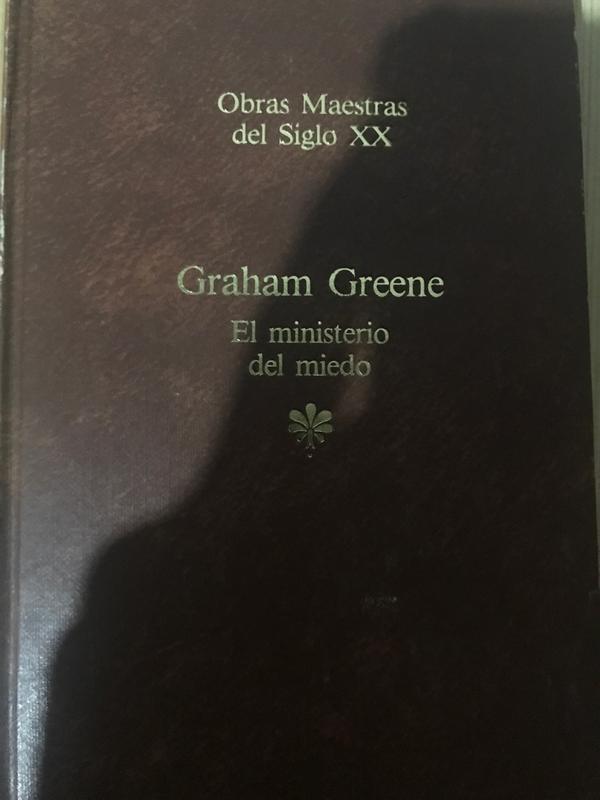 Obras Maestras
del Siglo XX
Graham Greene
El ministerio
del miedo